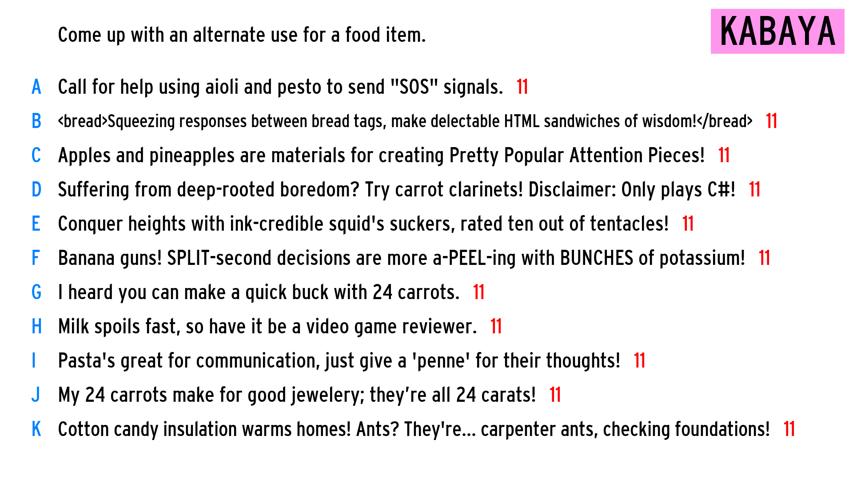 Come up with an alternate use for a food item.
KABAYA
A Call for help using aioli and pesto to send "SOS" signals. 11
B <bread>Squeezing responses between bread tags, make delectable HTML sandwiches of wisdom!</bread> 11
C Apples and pineapples are materials for creating Pretty Popular Attention Pieces! 11
D Suffering from deep-rooted boredom? Try carrot clarinets! Disclaimer: Only plays C#! 11
E Conquer heights with ink-credible squid's suckers, rated ten out of tentacles! 11
F Banana guns! SPLIT-second decisions are more a-PEEL-ing with BUNCHES of potassium! 11
G I heard you can make a quick buck with 24 carrots. 11
H Milk spoils fast, so have it be a video game reviewer. 11
I Pasta's great for communication, just give a 'penne' for their thoughts! 11
J My 24 carrots make for good jewelery; they’re all 24 carats! 11
K Cotton candy insulation warms homes! Ants? They're... carpenter ants, checking foundations! 11